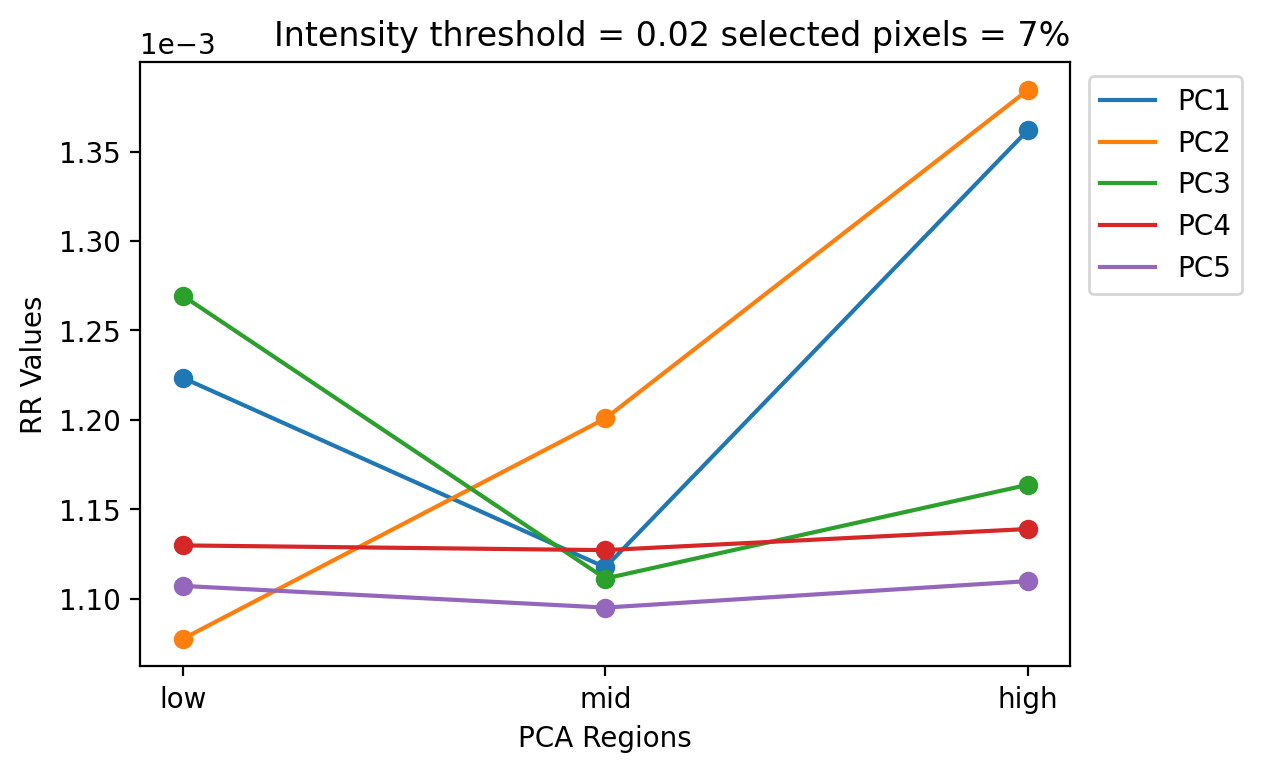 Intensity threshold = 0.02 selected pixels = 7%
1e−3
1.35
1.30
1.25
1.20
1.15
1.10
RR Values
low mid high
PCA Regions
PC1
PC2
PC3
PC4
PC5